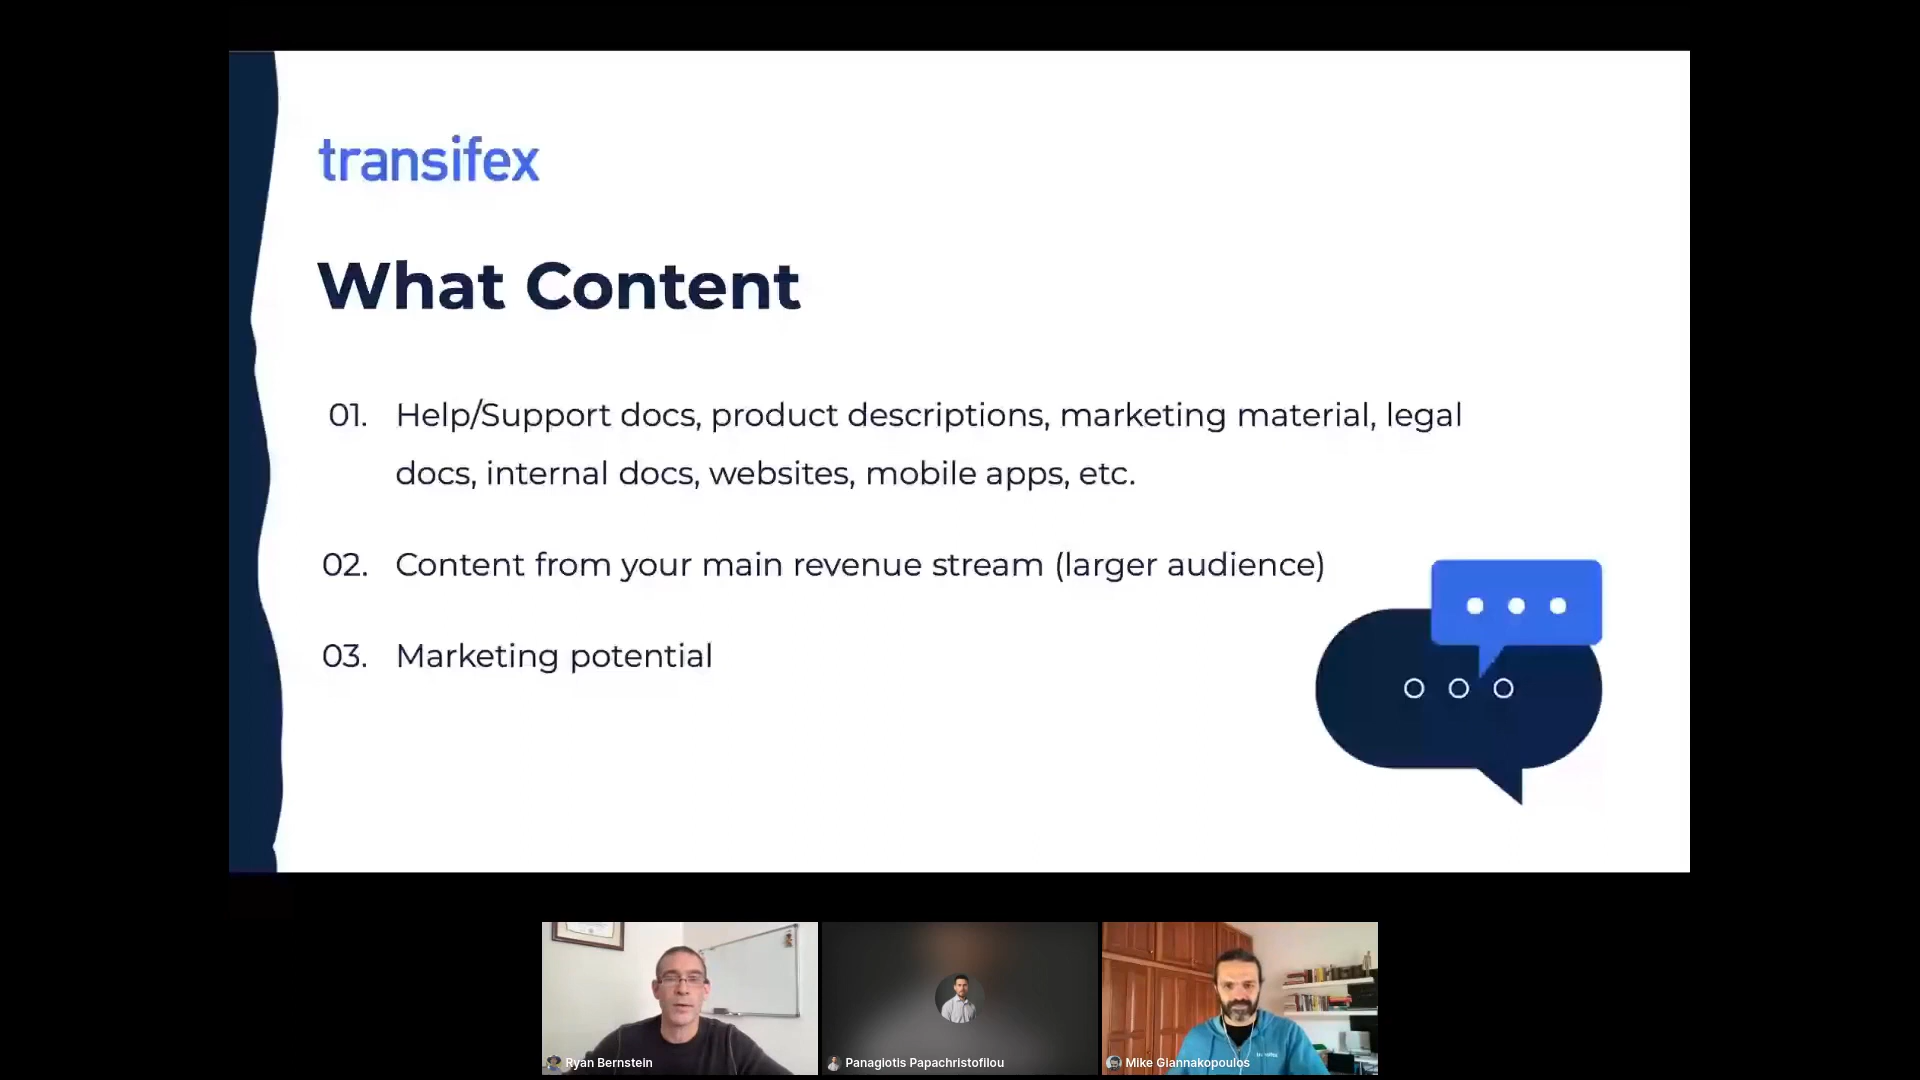 transifex
What Content
01. Help/Support docs, product descriptions, marketing material, legal
docs, internal docs, websites, mobile apps, etc.
02. Content from your main revenue stream (larger audience)
03. Marketing potential
Ryan Bernstein
Panagiotis Papachristofilou
Mike Giannakopoulos